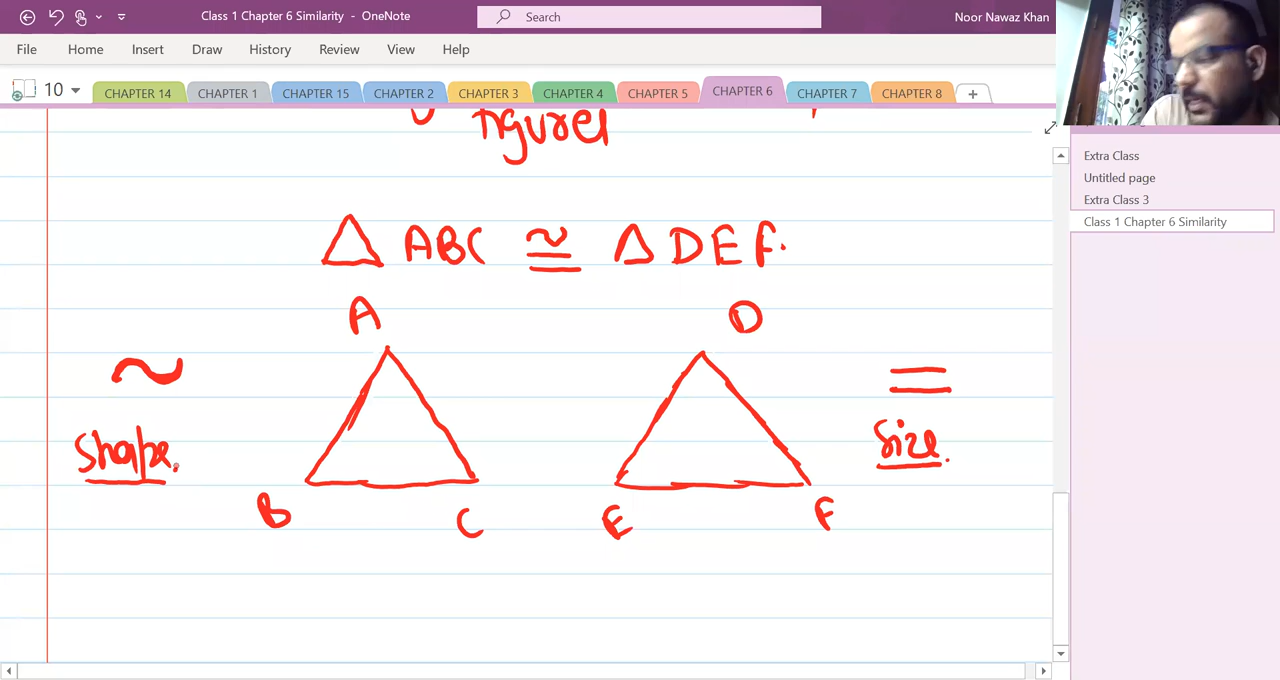 Class 1 Chapter 6 Similarity - OneNote
Search
Noor Nawaz Khan
File Home Insert Draw History Review View Help
10 CHAPTER 14 CHAPTER 1 CHAPTER 15 CHAPTER 2 CHAPTER 3 CHAPTER 4 CHAPTER 5 CHAPTER 6 CHAPTER 7 CHAPTER 8 +
Extra Class
Untitled page
Extra Class 3
Class 1 Chapter 6 Similarity
△ ABC ≅ △ DEF.
A D
~ =
shape. size.
B C E F